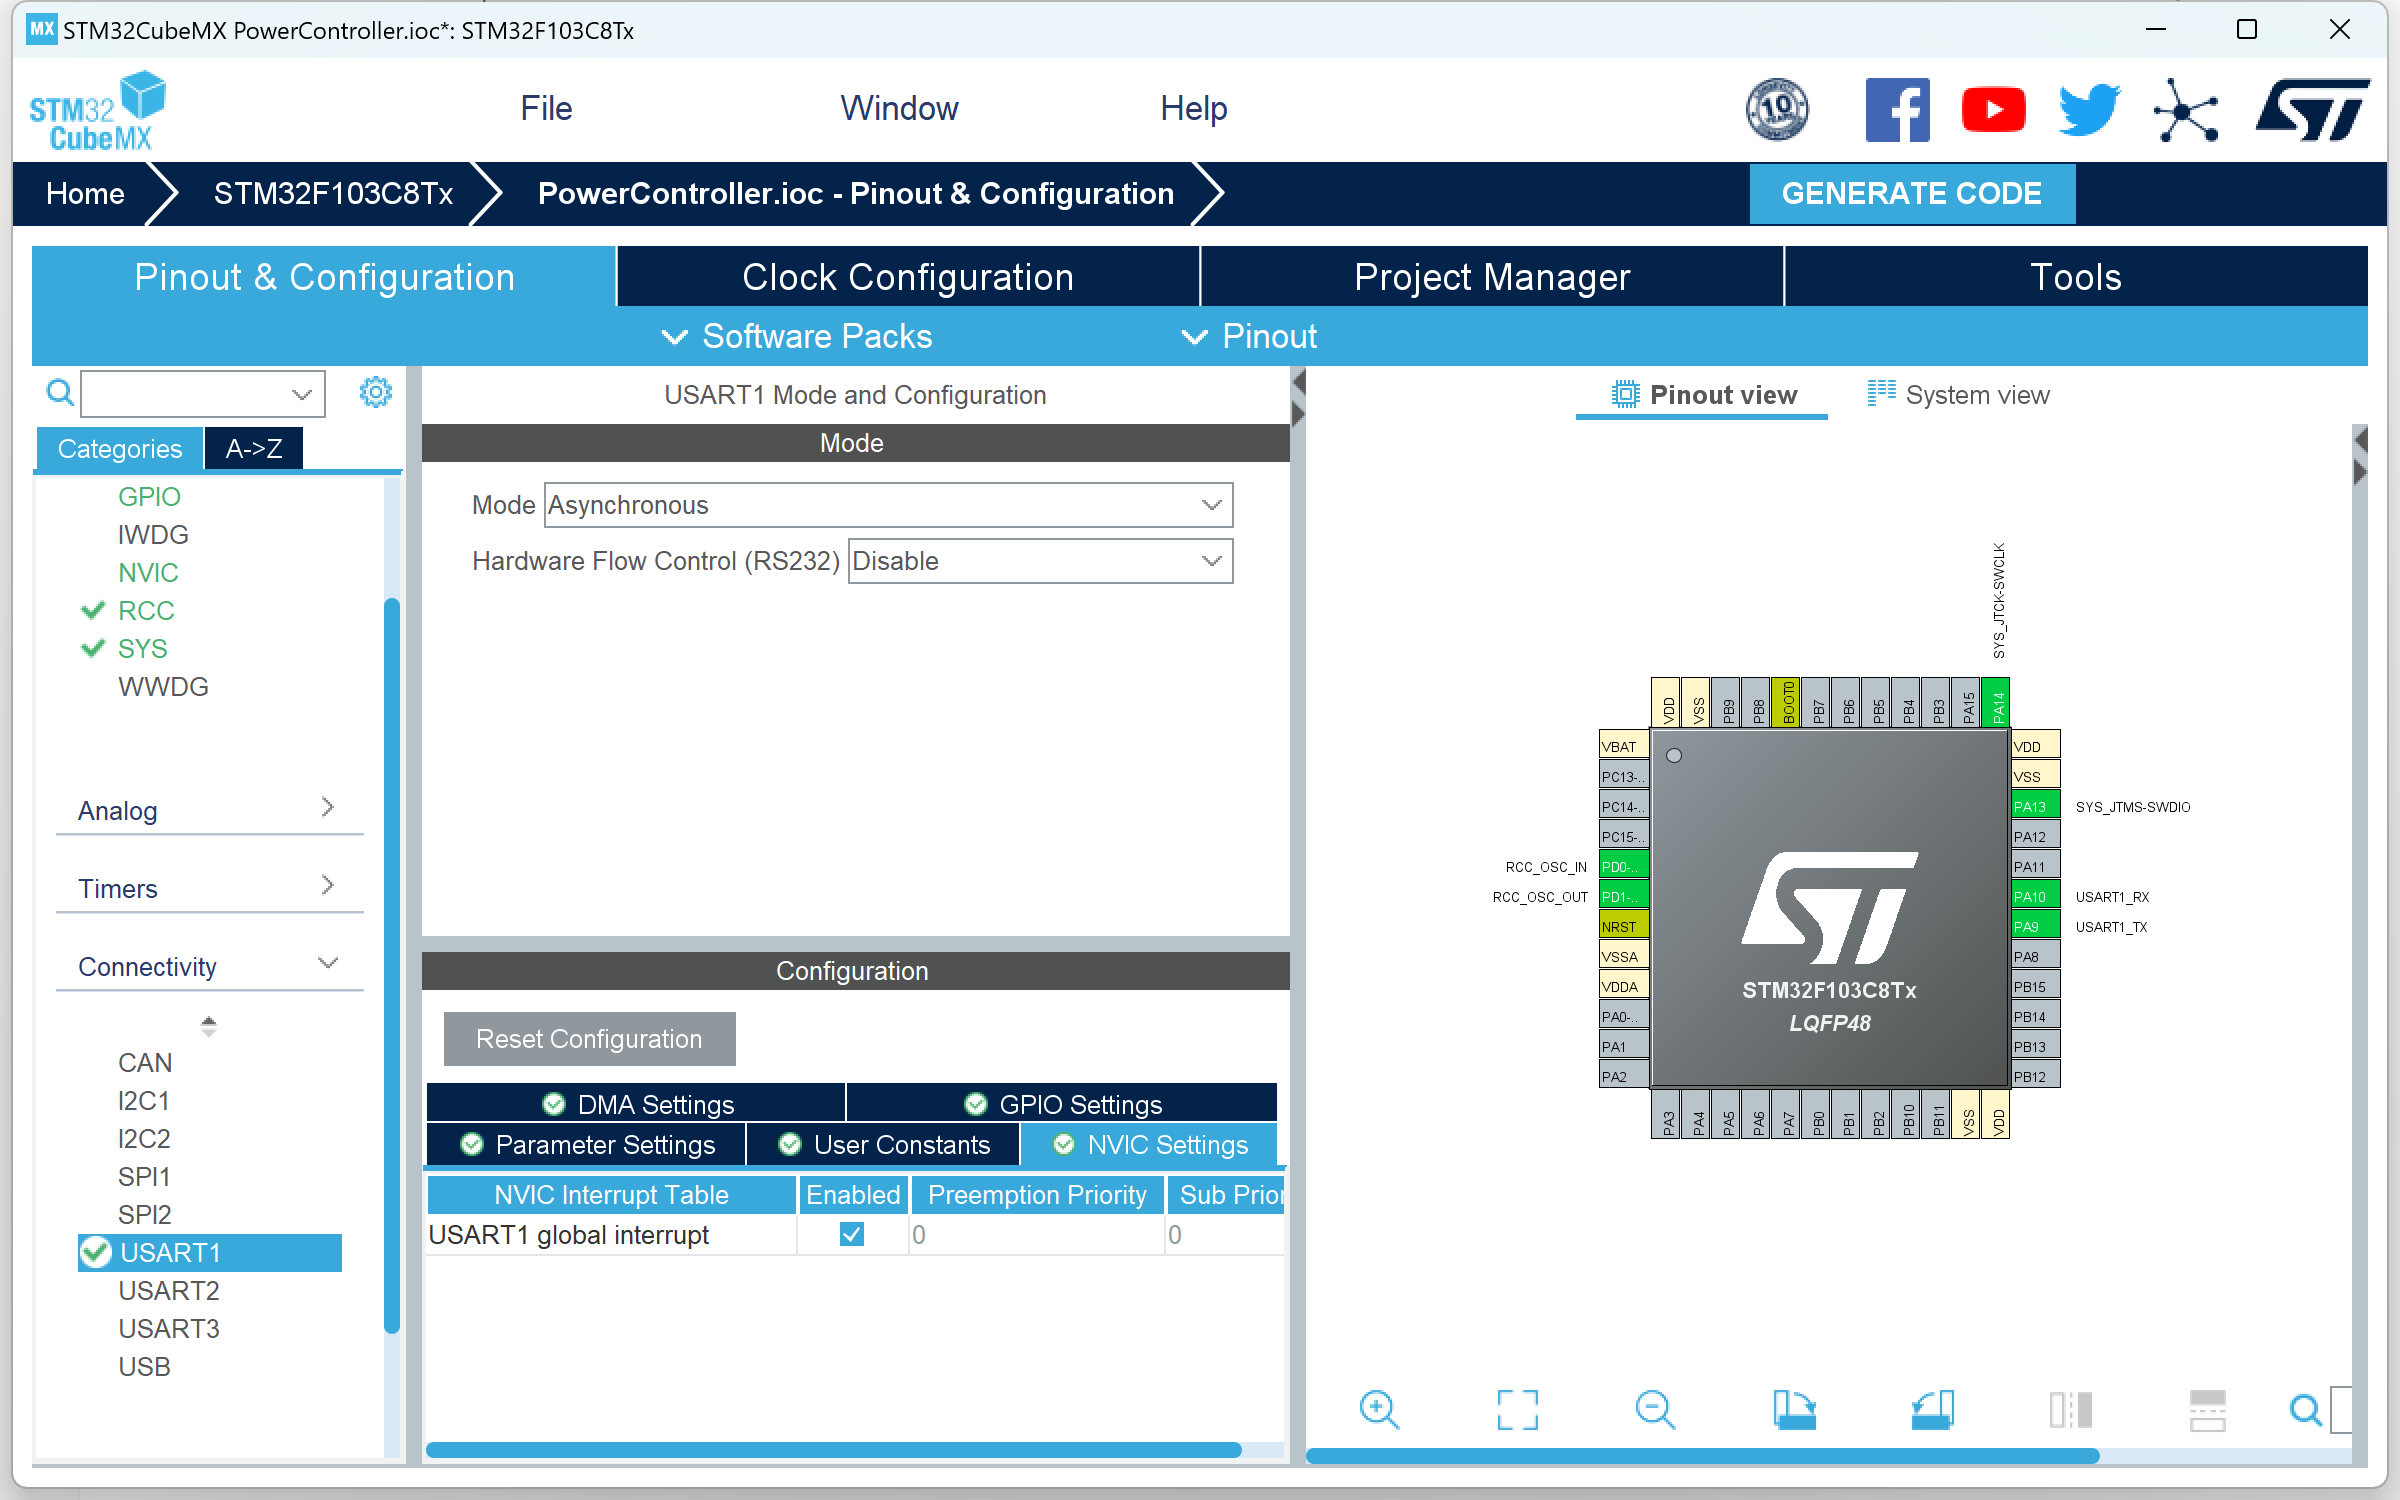 MX STM32CubeMX PowerController.ioc*: STM32F103C8Tx
STM32
CubeMX
File
Window
Help
10
YEARS
Home
STM32F103C8Tx
PowerController.ioc - Pinout & Configuration
GENERATE CODE
Pinout & Configuration
Clock Configuration
Project Manager
Tools
Software Packs
Pinout
Categories
A->Z
GPIO
IWDG
NVIC
RCC
SYS
WWDG
Analog
Timers
Connectivity
CAN
I2C1
I2C2
SPI1
SPI2
USART1
USART2
USART3
USB
USART1 Mode and Configuration
Mode
Mode Asynchronous
Hardware Flow Control (RS232) Disable
Configuration
Reset Configuration
DMA Settings
GPIO Settings
Parameter Settings
User Constants
NVIC Settings
NVIC Interrupt Table Enabled Preemption Priority Sub Prior
USART1 global interrupt 0 0
Pinout view
System view
SYS_JTCK-SWCLK
VDD VSS PB9 PB8 BOOT0 PB7 PB6 PB5 PB4 PB3 PA15 PA14
VBAT
PC13-..
PC14-..
PC15-..
RCC_OSC_IN PD0-..
RCC_OSC_OUT PD1-..
NRST
VSSA
VDDA
PA0-..
PA1
PA2
STM32F103C8Tx
LQFP48
VDD
VSS
PA13 SYS_JTMS-SWDIO
PA12
PA11
PA10 USART1_RX
PA9 USART1_TX
PA8
PB15
PB14
PB13
PB12
PA3 PA4 PA5 PA6 PA7 PB0 PB1 PB2 PB10 PB11 VSS VDD